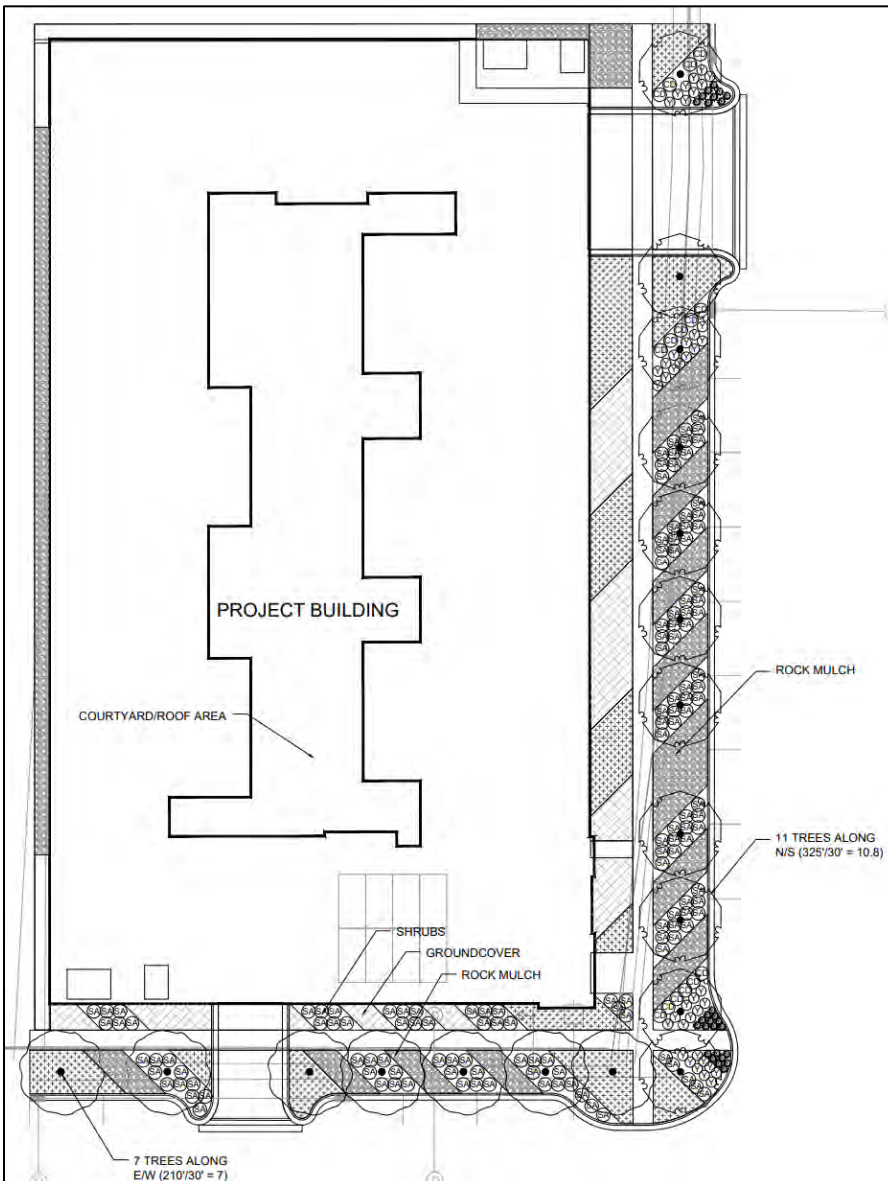 PROJECT BUILDING
COURTYARD/ROOF AREA
ROCK MULCH
11 TREES ALONG
N/S (325'/30' = 10.8)
SHRUBS
GROUNDCOVER
ROCK MULCH
7 TREES ALONG
E/W (210'/30' = 7)